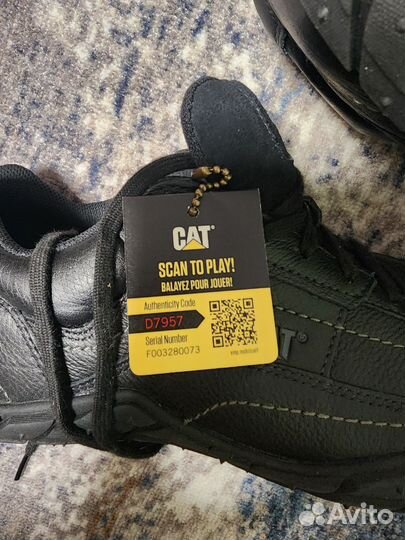 CAT
SCAN TO PLAY!
BALAYEZ POUR JOUER!
Authenticity Code
D7957
Serial Number
F003280073
CAT
Avito